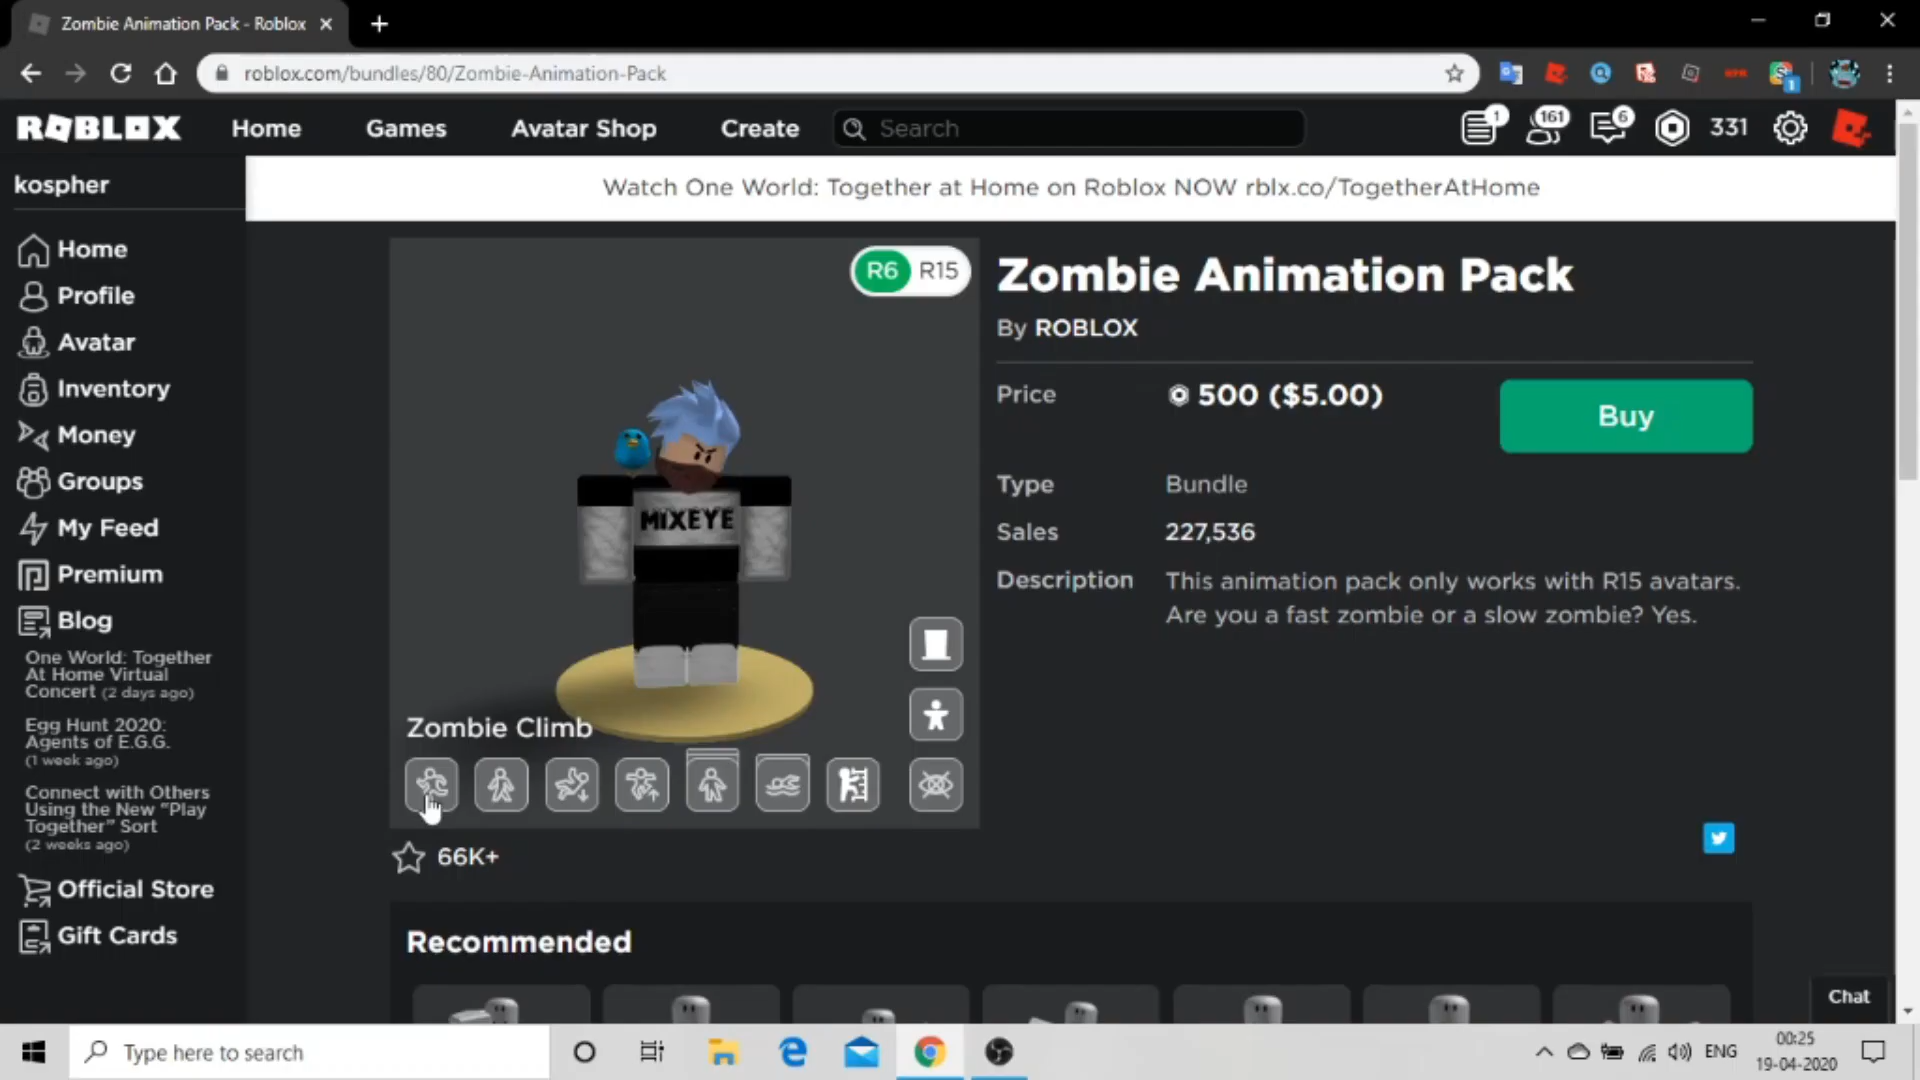 Zombie Animation Pack - Roblox
roblox.com/bundles/80/Zombie-Animation-Pack
1
ROBLOX
Home
Games
Avatar Shop
Create
Search
1
161
6
331
kospher
Watch One World: Together at Home on Roblox NOW rblx.co/TogetherAtHome
Home
Profile
Avatar
Inventory
Money
Groups
My Feed
Premium
Blog
One World: Together
At Home Virtual
Concert (2 days ago)
Egg Hunt 2020:
Agents of E.G.G.
(1 week ago)
Connect with Others
Using the New "Play
Together" Sort
(2 weeks ago)
Official Store
Gift Cards
R6 R15
MIXEYE
Zombie Climb
66K+
Zombie Animation Pack
By ROBLOX
Price
500 ($5.00)
Buy
Type
Bundle
Sales
227,536
Description
This animation pack only works with R15 avatars.
Are you a fast zombie or a slow zombie? Yes.
Recommended
Chat
Type here to search
ENG
00:25
19-04-2020